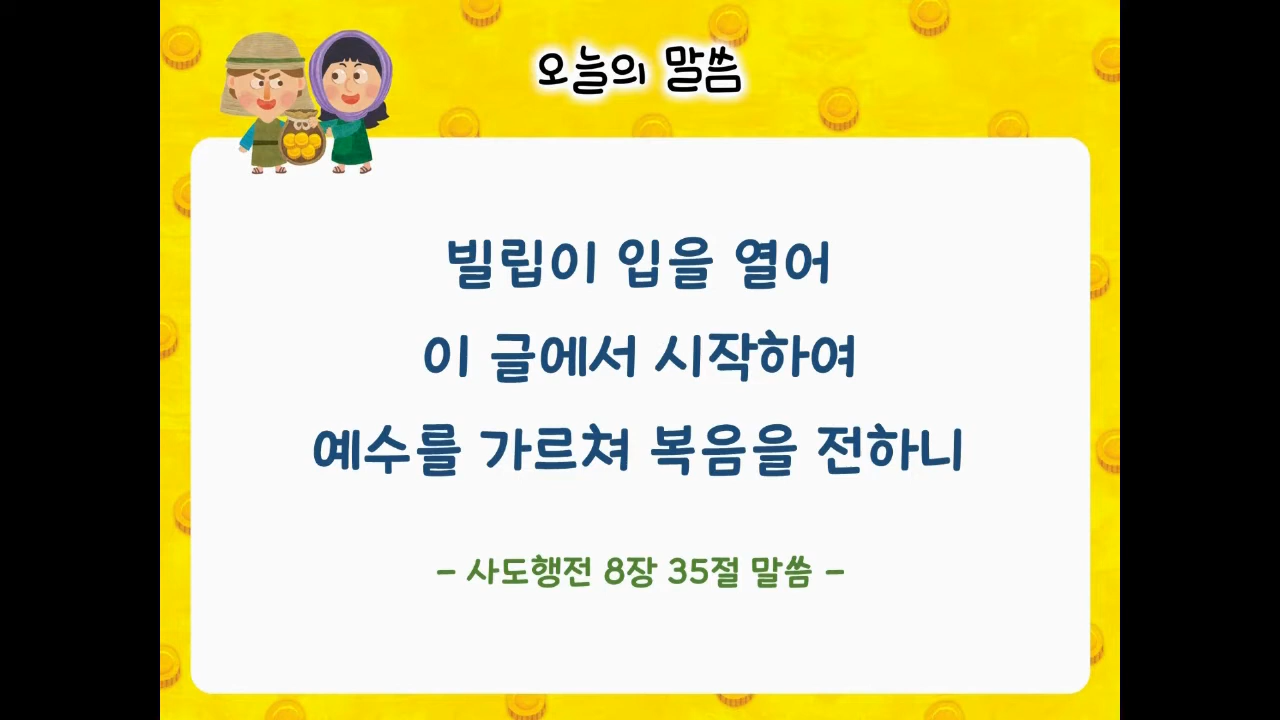 오늘의 말씀
빌립이 입을 열어
이 글에서 시작하여
예수를 가르쳐 복음을 전하니
- 사도행전 8장 35절 말씀 -